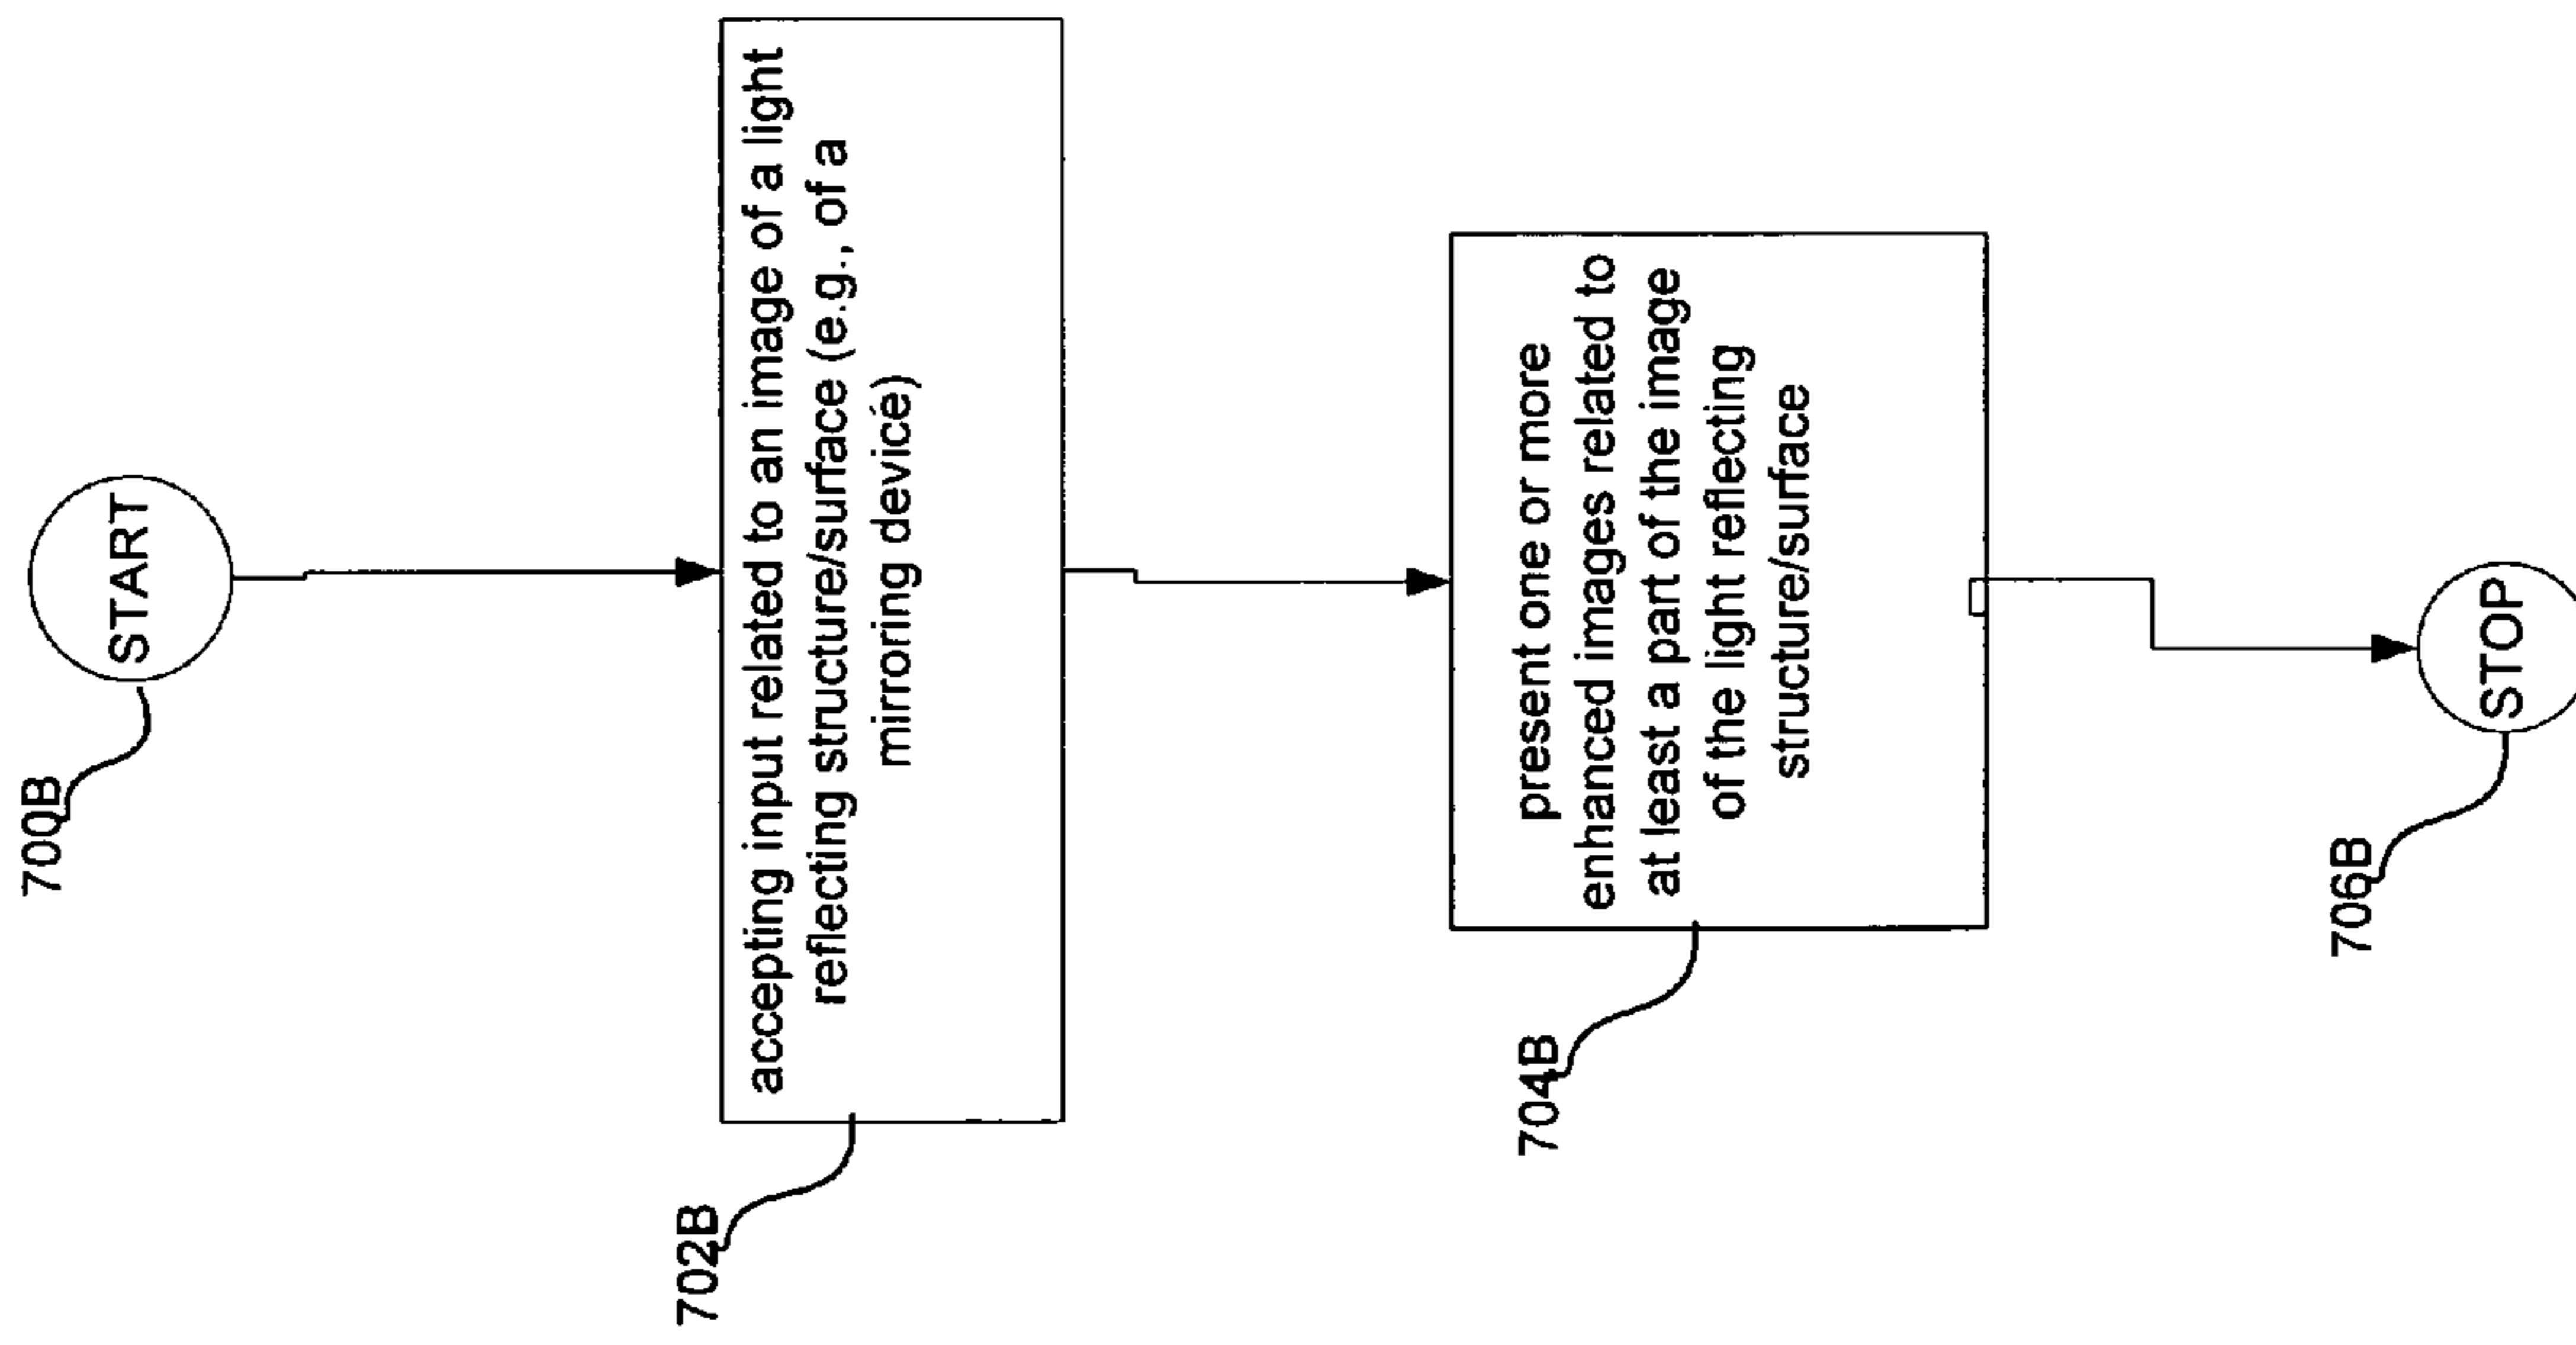 START
700B
accepting input related to an image of a light
reflecting structure/surface (e.g., of a
mirroring device)
702B
present one or more
enhanced images related to
at least a part of the image
of the light reflecting
structure/surface
704B
STOP
706B